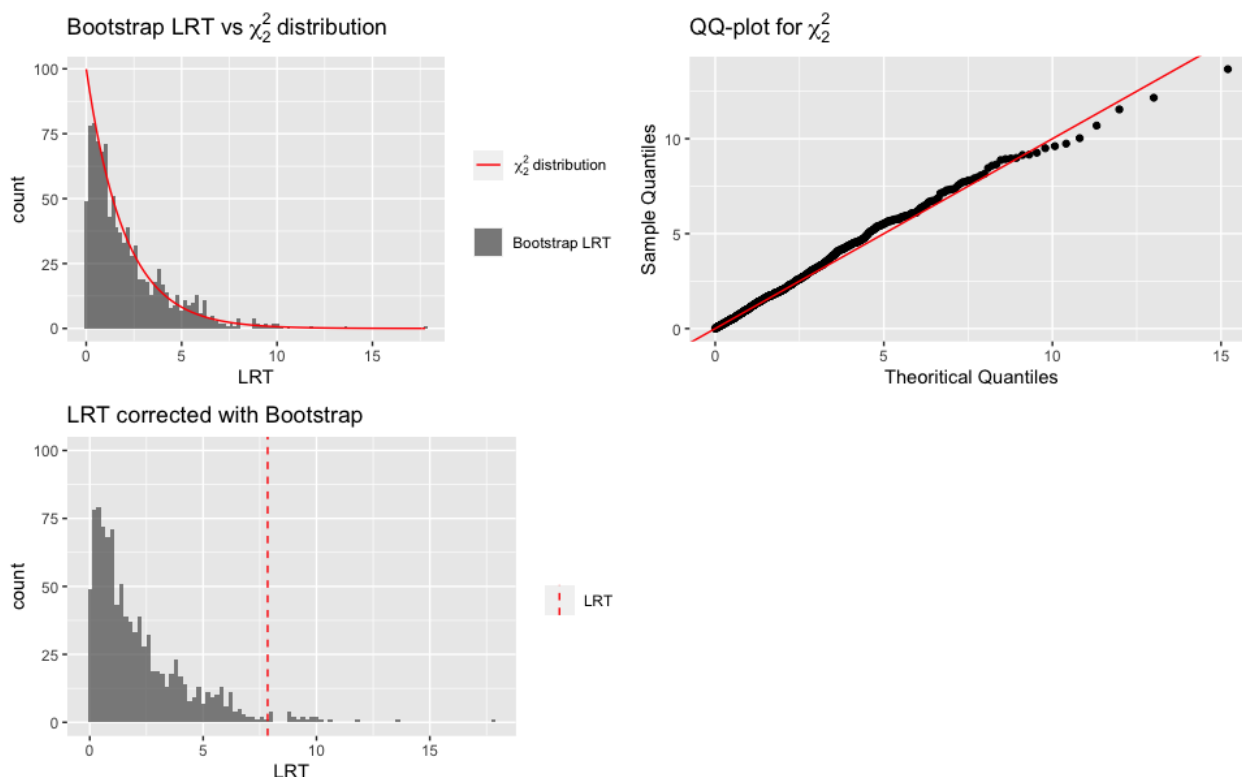 Bootstrap LRT vs χ₂² distribution
100
75
50
25
0
count
0 5 10 15
LRT
χ₂² distribution
Bootstrap LRT
QQ-plot for χ₂²
10
5
0
Sample Quantiles
0 5 10 15
Theoritical Quantiles
LRT corrected with Bootstrap
100
75
50
25
0
count
0 5 10 15
LRT
LRT